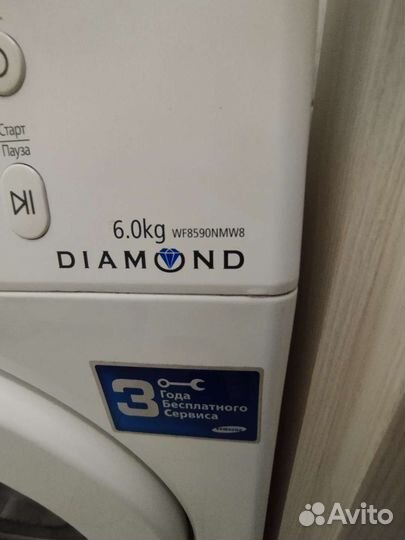 Старт
Пауза
6.0kg WF8590NMW8
DIAMOND
3 Года
Бесплатного
Сервиса
SAMSUNG
Avito